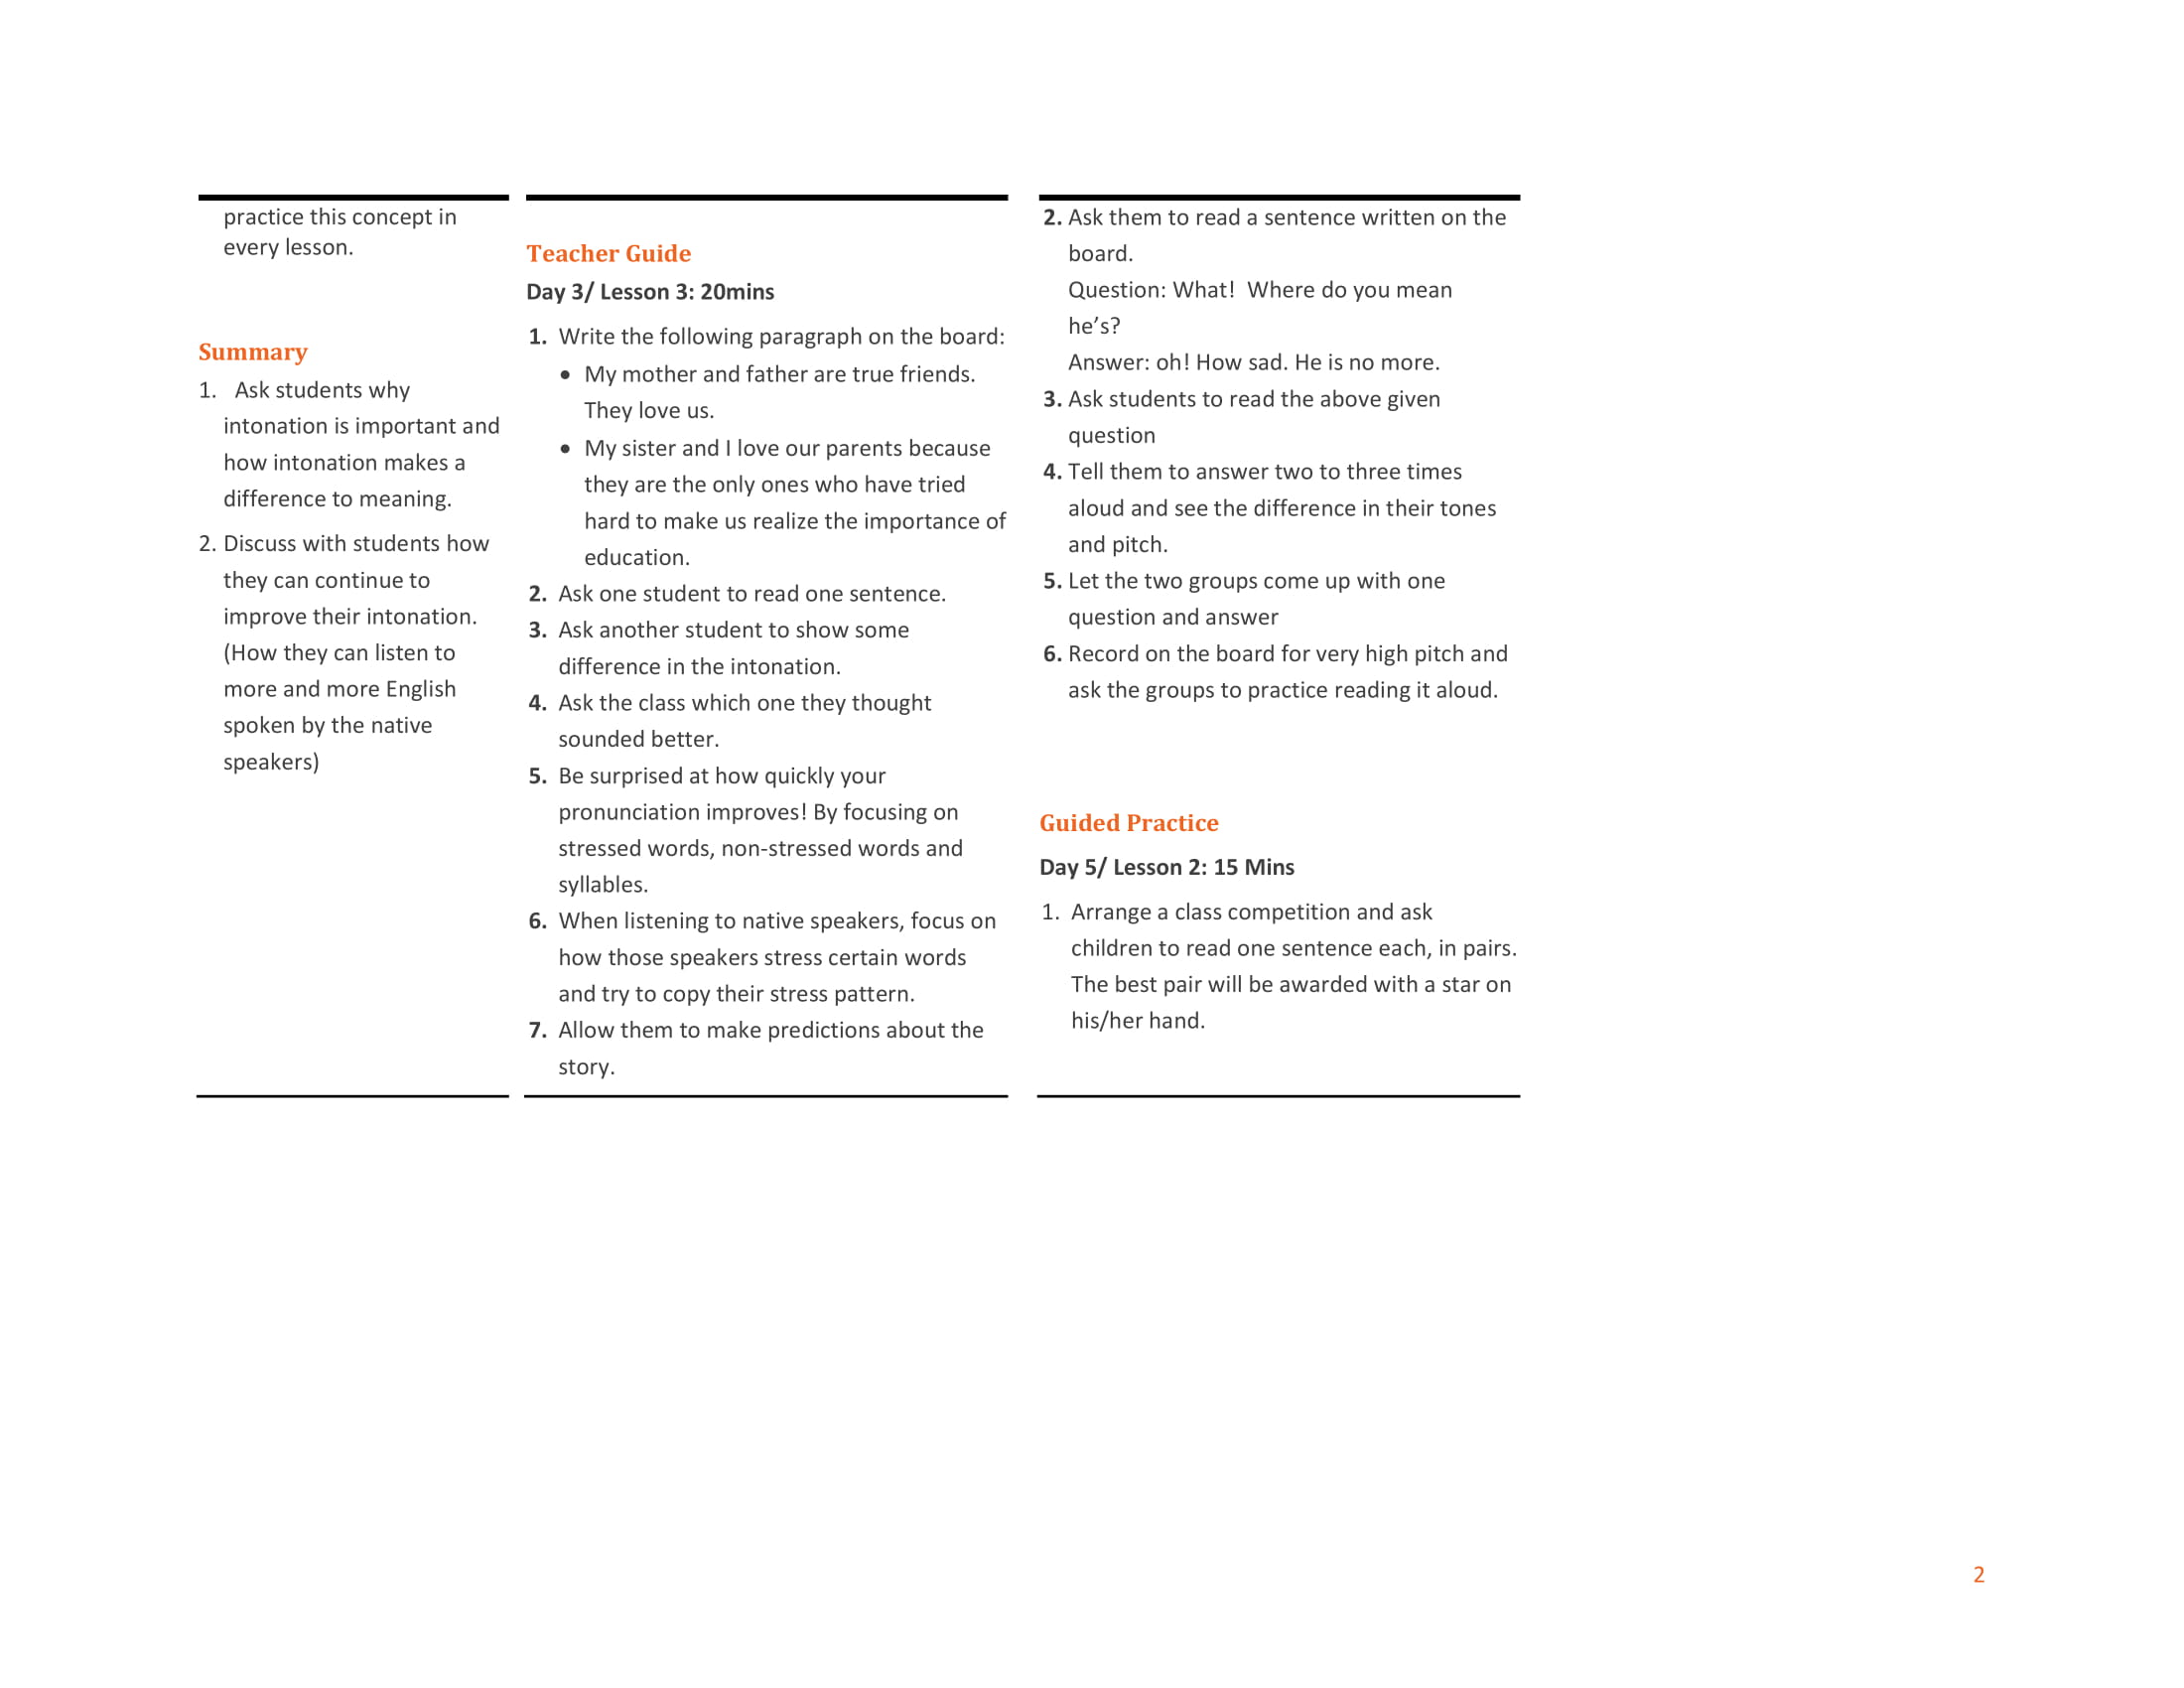 practice this concept in
every lesson.
Summary
1. Ask students why
intonation is important and
how intonation makes a
difference to meaning.
2. Discuss with students how
they can continue to
improve their intonation.
(How they can listen to
more and more English
spoken by the native
speakers)
Teacher Guide
Day 3/ Lesson 3: 20mins
1. Write the following paragraph on the board:
• My mother and father are true friends.
They love us.
• My sister and I love our parents because
they are the only ones who have tried
hard to make us realize the importance of
education.
2. Ask one student to read one sentence.
3. Ask another student to show some
difference in the intonation.
4. Ask the class which one they thought
sounded better.
5. Be surprised at how quickly your
pronunciation improves! By focusing on
stressed words, non-stressed words and
syllables.
6. When listening to native speakers, focus on
how those speakers stress certain words
and try to copy their stress pattern.
7. Allow them to make predictions about the
story.
2. Ask them to read a sentence written on the
board.
Question: What!  Where do you mean
he’s?
Answer: oh! How sad. He is no more.
3. Ask students to read the above given
question
4. Tell them to answer two to three times
aloud and see the difference in their tones
and pitch.
5. Let the two groups come up with one
question and answer
6. Record on the board for very high pitch and
ask the groups to practice reading it aloud.
Guided Practice
Day 5/ Lesson 2: 15 Mins
1. Arrange a class competition and ask
children to read one sentence each, in pairs.
The best pair will be awarded with a star on
his/her hand.
2